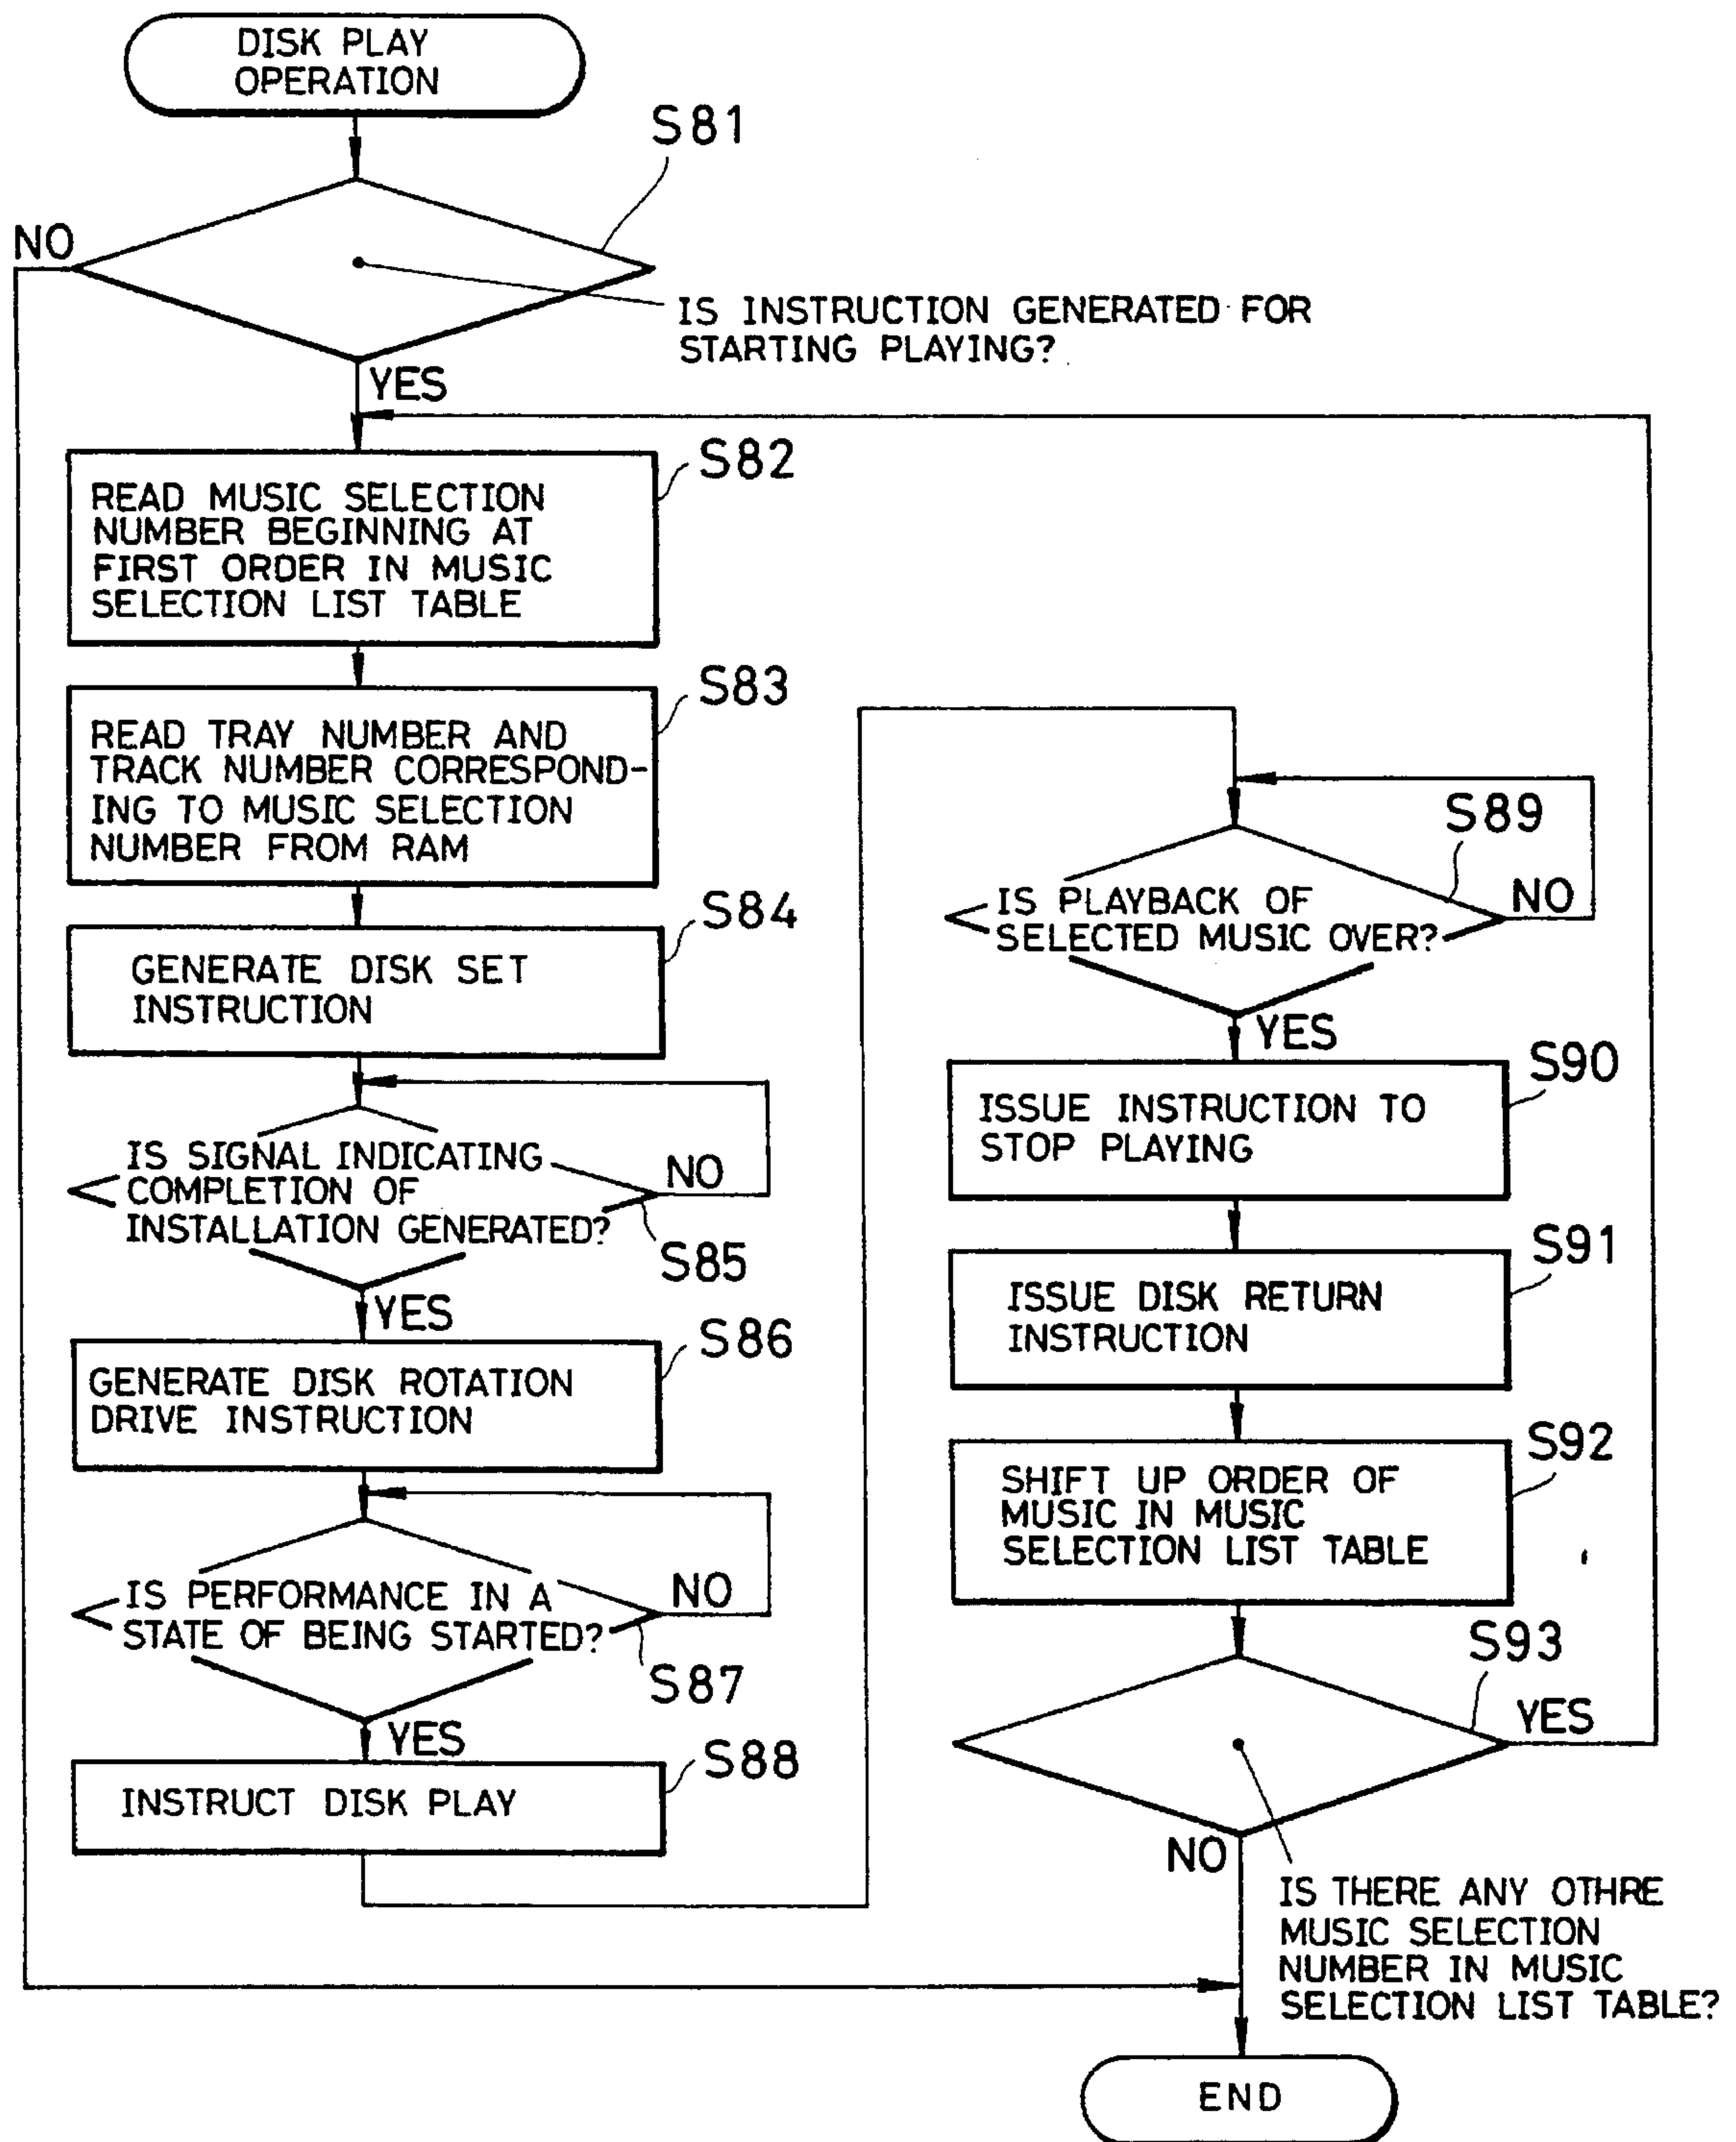 DISK PLAY
OPERATION
S81
NO
IS INSTRUCTION GENERATED FOR
STARTING PLAYING?
YES
S82
READ MUSIC SELECTION
NUMBER BEGINNING AT
FIRST ORDER IN MUSIC
SELECTION LIST TABLE
S83
READ TRAY NUMBER AND
TRACK NUMBER CORRESPOND-
ING TO MUSIC SELECTION
NUMBER FROM RAM
S84
GENERATE DISK SET
INSTRUCTION
IS SIGNAL INDICATING
COMPLETION OF
INSTALLATION GENERATED?
NO
S85
YES
S86
GENERATE DISK ROTATION
DRIVE INSTRUCTION
IS PERFORMANCE IN A
STATE OF BEING STARTED?
NO
S87
YES
S88
INSTRUCT DISK PLAY
S89
IS PLAYBACK OF
SELECTED MUSIC OVER?
NO
YES
S90
ISSUE INSTRUCTION TO
STOP PLAYING
S91
ISSUE DISK RETURN
INSTRUCTION
S92
SHIFT UP ORDER OF
MUSIC IN MUSIC
SELECTION LIST TABLE
S93
YES
NO
IS THERE ANY OTHRE
MUSIC SELECTION
NUMBER IN MUSIC
SELECTION LIST TABLE?
END